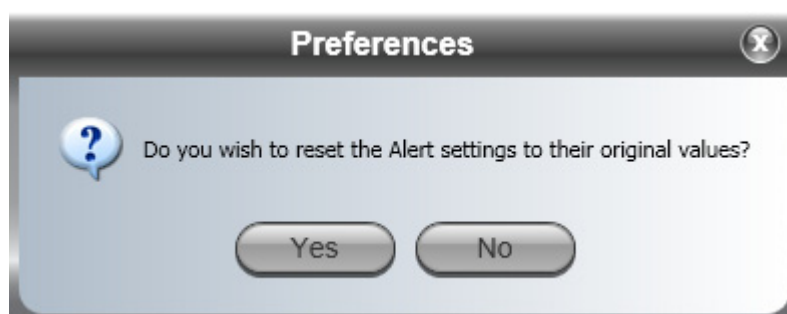 Preferences
Do you wish to reset the Alert settings to their original values?
Yes No